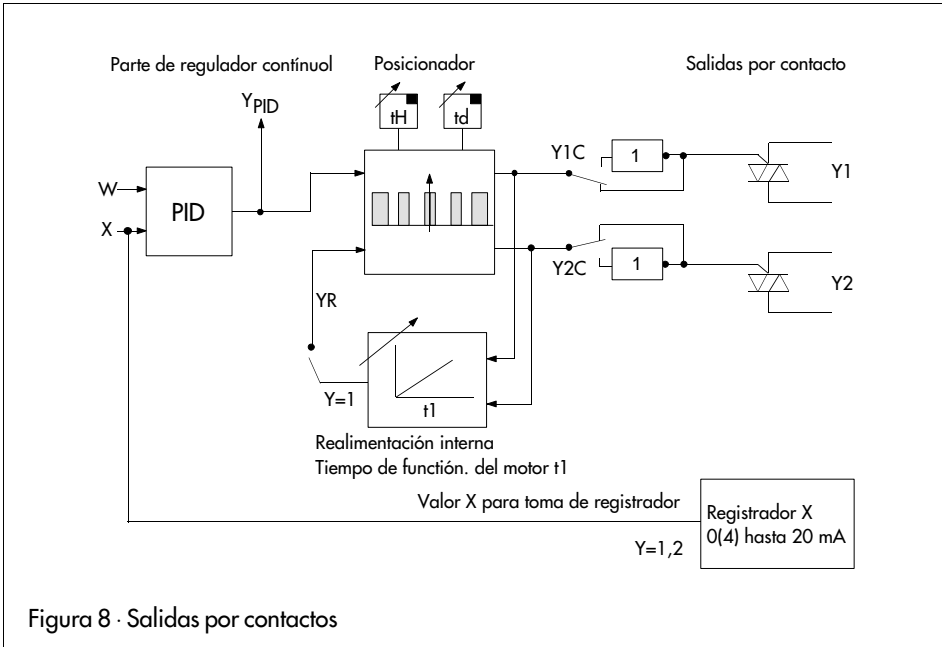 Parte de regulador contínuol
Posicionador
Salidas por contacto
YPID
tH
td
W
X
PID
Y1C
1
Y1
Y2C
1
Y2
YR
Y=1
t1
Realimentación interna
Tiempo de functión. del motor t1
Valor X para toma de registrador
Registrador X
0(4) hasta 20 mA
Y=1,2
Figura 8 · Salidas por contactos